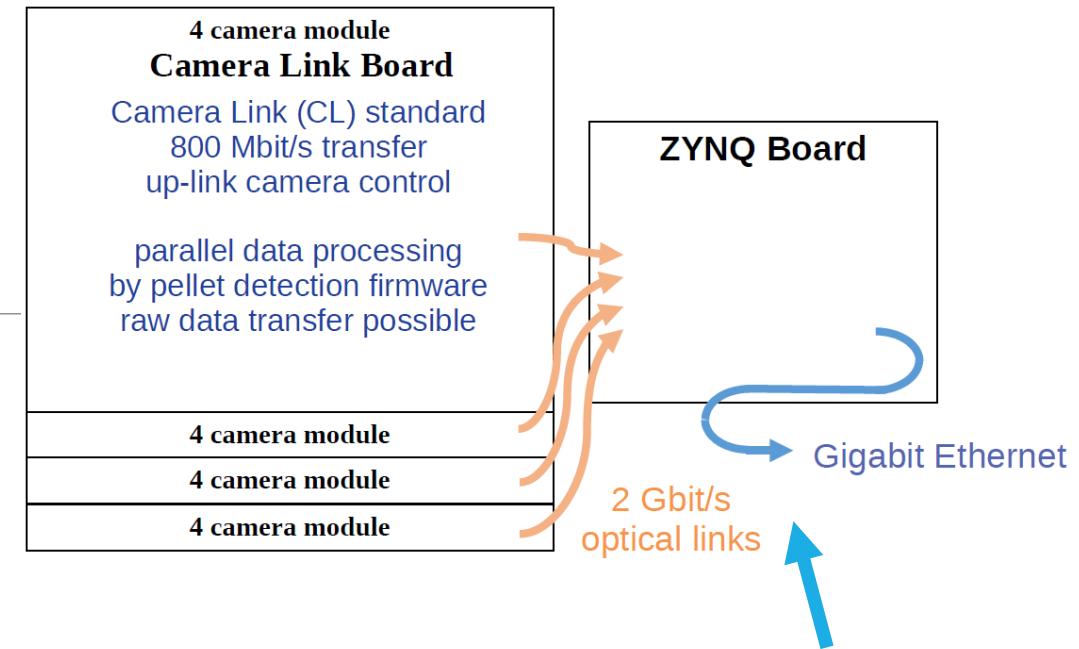 4 camera module
Camera Link Board
Camera Link (CL) standard
800 Mbit/s transfer
up-link camera control
parallel data processing
by pellet detection firmware
raw data transfer possible
4 camera module
4 camera module
4 camera module
ZYNQ Board
Gigabit Ethernet
2 Gbit/s
optical links